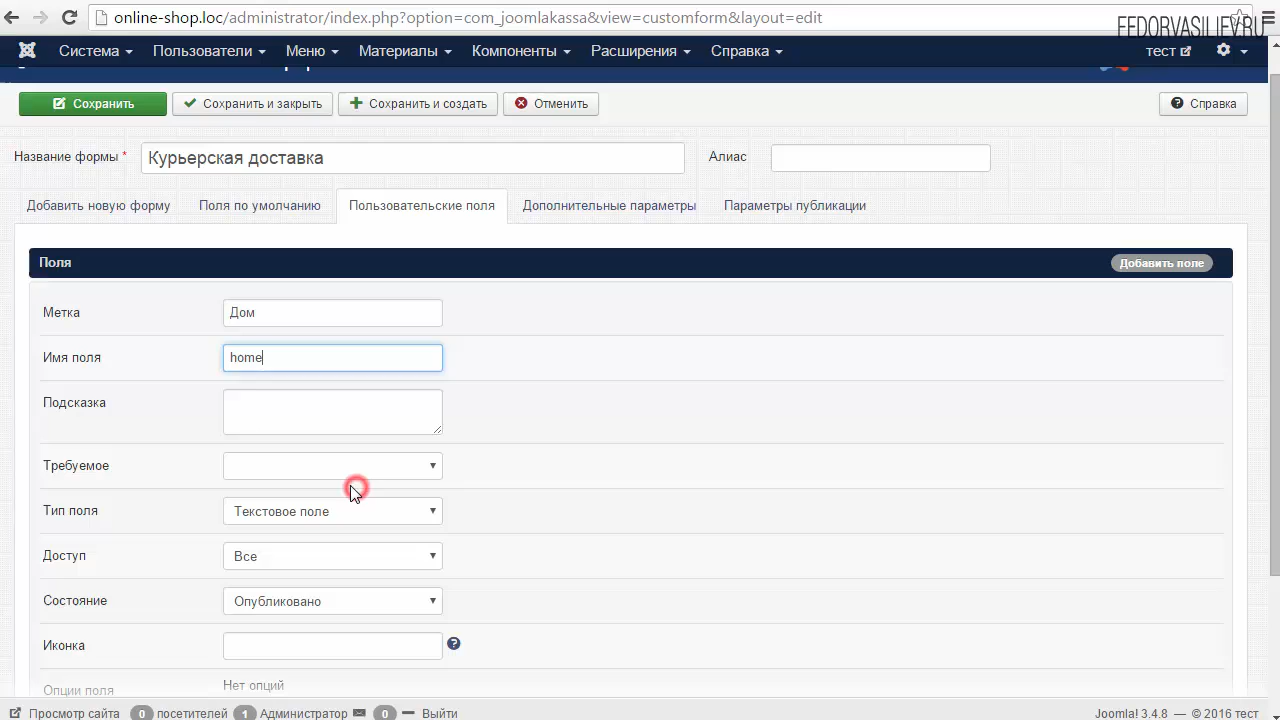 online-shop.loc/administrator/index.php?option=com_joomlakassa&view=customform&layout=edit
FEDORVASILIEV.RU
Система Пользователи Меню Материалы Компоненты Расширения Справка тест
Сохранить Сохранить и закрыть Сохранить и создать Отменить Справка
Название формы * Курьерская доставка Алиас
Добавить новую форму Поля по умолчанию Пользовательские поля Дополнительные параметры Параметры публикации
Поля Добавить поле
Метка Дом
Имя поля home
Подсказка
Требуемое
Тип поля Текстовое поле
Доступ Все
Состояние Опубликовано
Иконка
Опции поля Нет опций
Просмотр сайта 0 посетителей 1 Администратор 0 Выйти Joomla! 3.4.8 — © 2016 тест